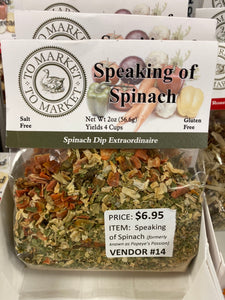 TO MARKET
TO MARKET
Speaking of
Spinach
Salt
Free
Net Wt 2oz (56.6g)
Yields 4 Cups
Gluten
Free
Spinach Dip Extraordinaire
PRICE: $6.95
ITEM: Speaking
of Spinach (formerly
known as Popeye's Passion)
VENDOR #14